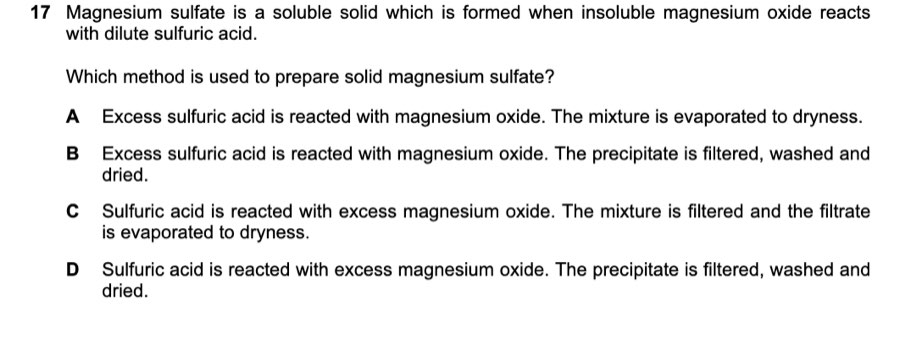 17 Magnesium sulfate is a soluble solid which is formed when insoluble magnesium oxide reacts
with dilute sulfuric acid.
Which method is used to prepare solid magnesium sulfate?
A Excess sulfuric acid is reacted with magnesium oxide. The mixture is evaporated to dryness.
B Excess sulfuric acid is reacted with magnesium oxide. The precipitate is filtered, washed and
dried.
C Sulfuric acid is reacted with excess magnesium oxide. The mixture is filtered and the filtrate
is evaporated to dryness.
D Sulfuric acid is reacted with excess magnesium oxide. The precipitate is filtered, washed and
dried.